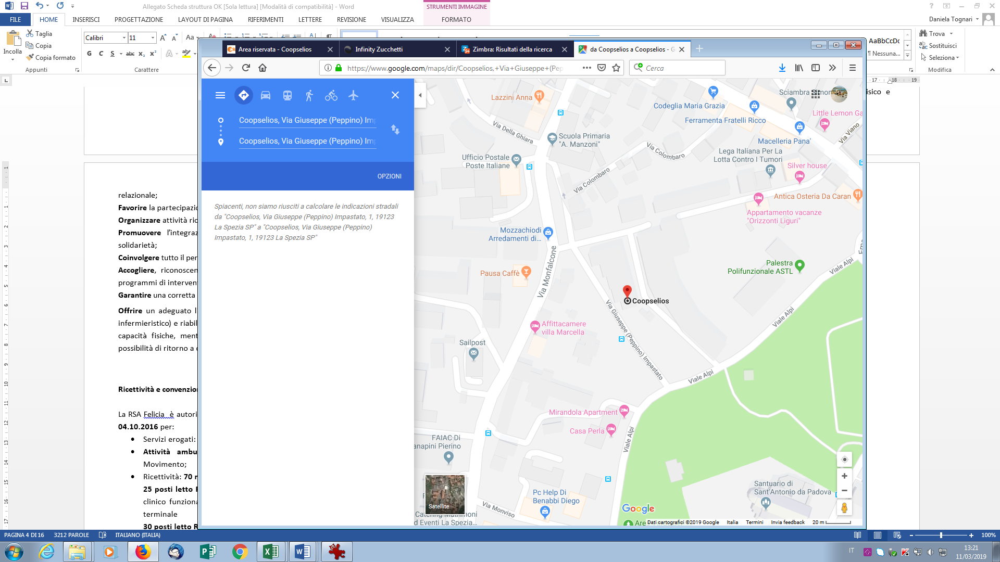 Allegato Scheda struttura OK [Sola lettura] [Modalità di compatibilità] - Word
STRUMENTI IMMAGINE
FILE
HOME
INSERISCI
PROGETTAZIONE
LAYOUT DI PAGINA
RIFERIMENTI
LETTERE
REVISIONE
VISUALIZZA
FORMATO
Daniela Tognari
Incolla
Taglia
Copia
Copia formato
Appunti
Calibri
11
Carattere
AaBbCcDc
¶ Nessuna...
Trova
Sostituisci
Seleziona
Modifica
Area riservata - Coopselios
Infinity Zucchetti
Zimbra: Risultati della ricerca
da Coopselios a Coopselios - G
https://www.google.com/maps/dir/Coopselios,+Via+Giuseppe+(Pep
Cerca
Coopselios, Via Giuseppe (Peppino) Im
Coopselios, Via Giuseppe (Peppino) Im
OPZIONI
Spiacenti, non siamo riusciti a calcolare le indicazioni stradali
da "Coopselios, Via Giuseppe (Peppino) Impastato, 1, 19123
La Spezia SP" a "Coopselios, Via Giuseppe (Peppino)
Impastato, 1, 19123 La Spezia SP"
relazionale;
Favorire la partecipazio
Organizzare attività ric
Promuovere l'integraz
solidarietà;
Coinvolgere tutto il per
Accogliere, riconoscen
programmi di intervent
Garantire una corretta
Offrire un adeguato l
infermieristico) e riabil
capacità fisiche, ment
possibilità di ritorno a
Ricettività e convenzion
La RSA Felicia è autori
04.10.2016 per:
Servizi erogati:
Attività ambu
Movimento;
Ricettività: 70 n
25 posti letto R
clinico funziona
terminale
30 posti letto R
isico e
Lazzini Anna
Via Della Ghiara
Codeglia Maria Grazia
Sciambra Simon
Little Lemon Ga
Ferramenta Fratelli Ricco
Macelleria Pana'
Via Viano
Scuola Primaria
"A. Manzoni"
Via Colombaro
Lega Italiana Per La
Lotta Contro I Tumori
Ufficio Postale
Poste Italiane
Silver house
Via Colombaro
Antica Osteria Da Caran
Appartamento vacanze
"Orizzonti Liguri"
Mozzachiodi
Arredamenti di...
Via Monfalcone
Pausa Caffè
Palestra
Polifunzionale ASTL
Viale Alpi
Coopselios
Via Giuseppe (Peppino) Impastato
Viale Alpi
Affittacamere
villa Marcella
Sailpost
Viale Alpi
Mirandola Apartment
Casa Perla
Viale Alpi
FAIAC Di
anapini Pierino
Pc Help Di
Benabbi Diego
Via Monviso
Santuario di
Sant'Antonio da Padova
Satellite
d Eventi La Spezia...
Google
Dati cartografici ©2019 Google
Italia
Termini
Invia feedback
20 m
PAGINA 4 DI 16
3212 PAROLE
ITALIANO (ITALIA)
100%
IT
13:21
11/03/2019